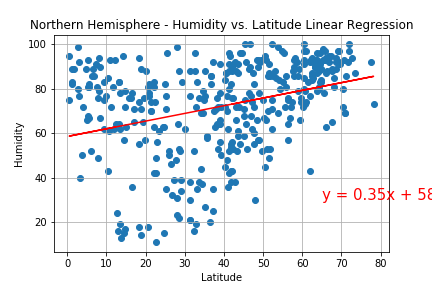 Northern Hemisphere - Humidity vs. Latitude Linear Regression
100
80
60
40
20
Humidity
y = 0.35x + 58
0 10 20 30 40 50 60 70 80
Latitude